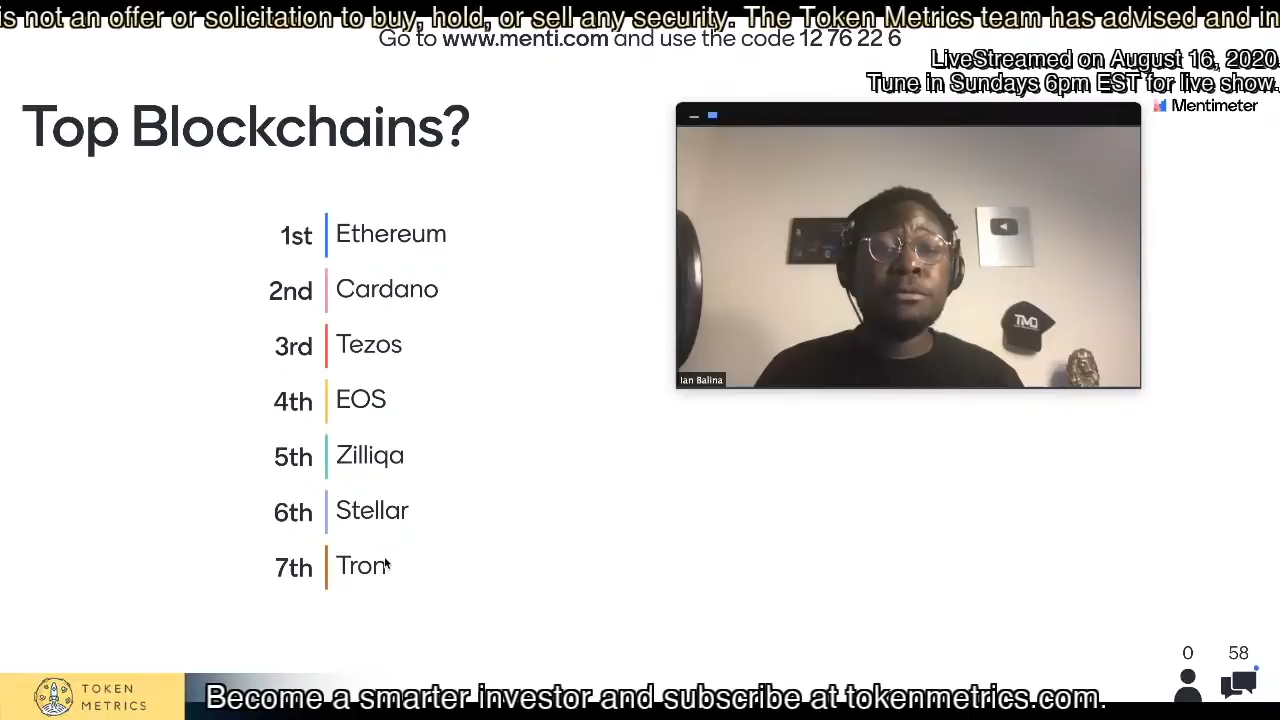 is not an offer or solicitation to buy, hold, or sell any security. The Token Metrics team has advised and in
Go to www.menti.com and use the code 12 76 22 6
LiveStreamed on August 16, 2020.
Tune in Sundays 6pm EST for live show.
Mentimeter
Top Blockchains?
1st Ethereum
2nd Cardano
3rd Tezos
4th EOS
5th Zilliqa
6th Stellar
7th Tron
TMD
Ian Balina
0 58
TOKEN
METRICS
Become a smarter investor and subscribe at tokenmetrics.com.